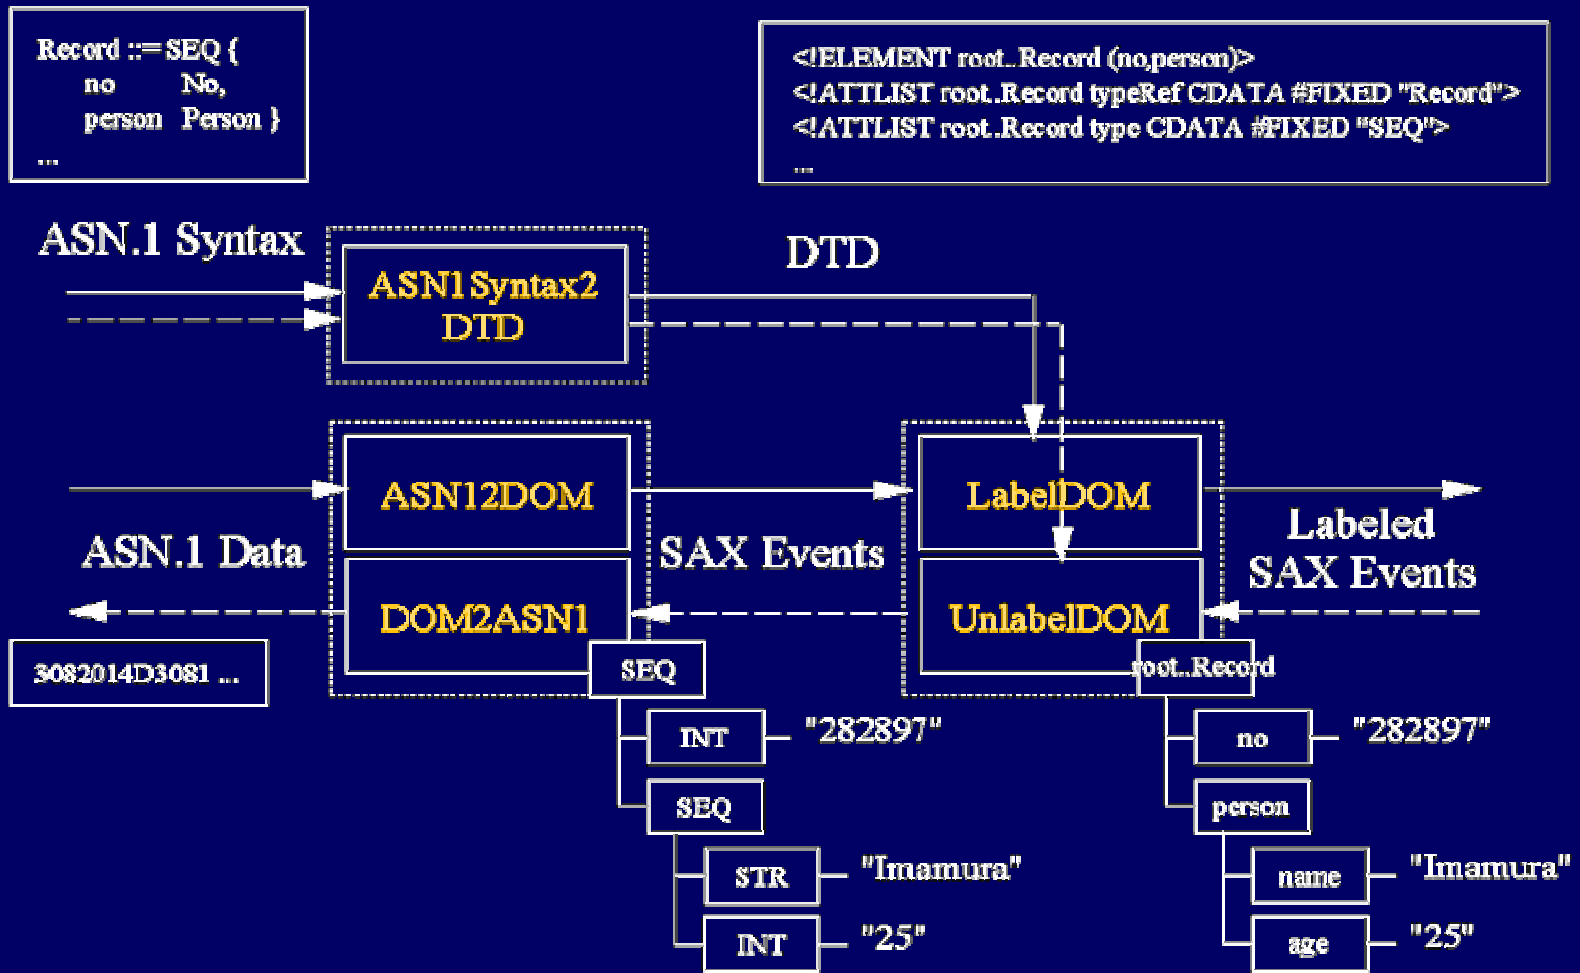 Record ::= SEQ {
no No,
person Person }
...
<!ELEMENT root..Record (no,person)>
<!ATTLIST root..Record typeRef CDATA #FIXED "Record">
<!ATTLIST root..Record type CDATA #FIXED "SEQ">
...
ASN.1 Syntax
ASN1Syntax2
DTD
DTD
ASN12DOM
LabelDOM
ASN.1 Data
SAX Events
Labeled
SAX Events
DOM2ASN1
UnlabelDOM
3082014D3081 ...
SEQ
INT "282897"
SEQ
STR "Imamura"
INT "25"
root..Record
no "282897"
person
name "Imamura"
age "25"